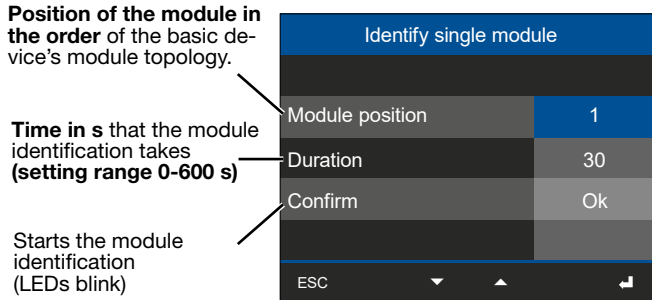 Position of the module in
the order of the basic de-
vice's module topology.
Time in s that the module
identification takes
(setting range 0-600 s)
Starts the module
identification
(LEDs blink)
Identify single module
Module position 1
Duration 30
Confirm Ok
ESC